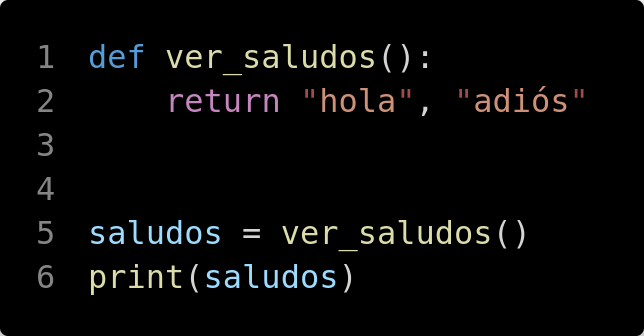 1 def ver_saludos():
2     return "hola", "adiós"
3
4
5 saludos = ver_saludos()
6 print(saludos)